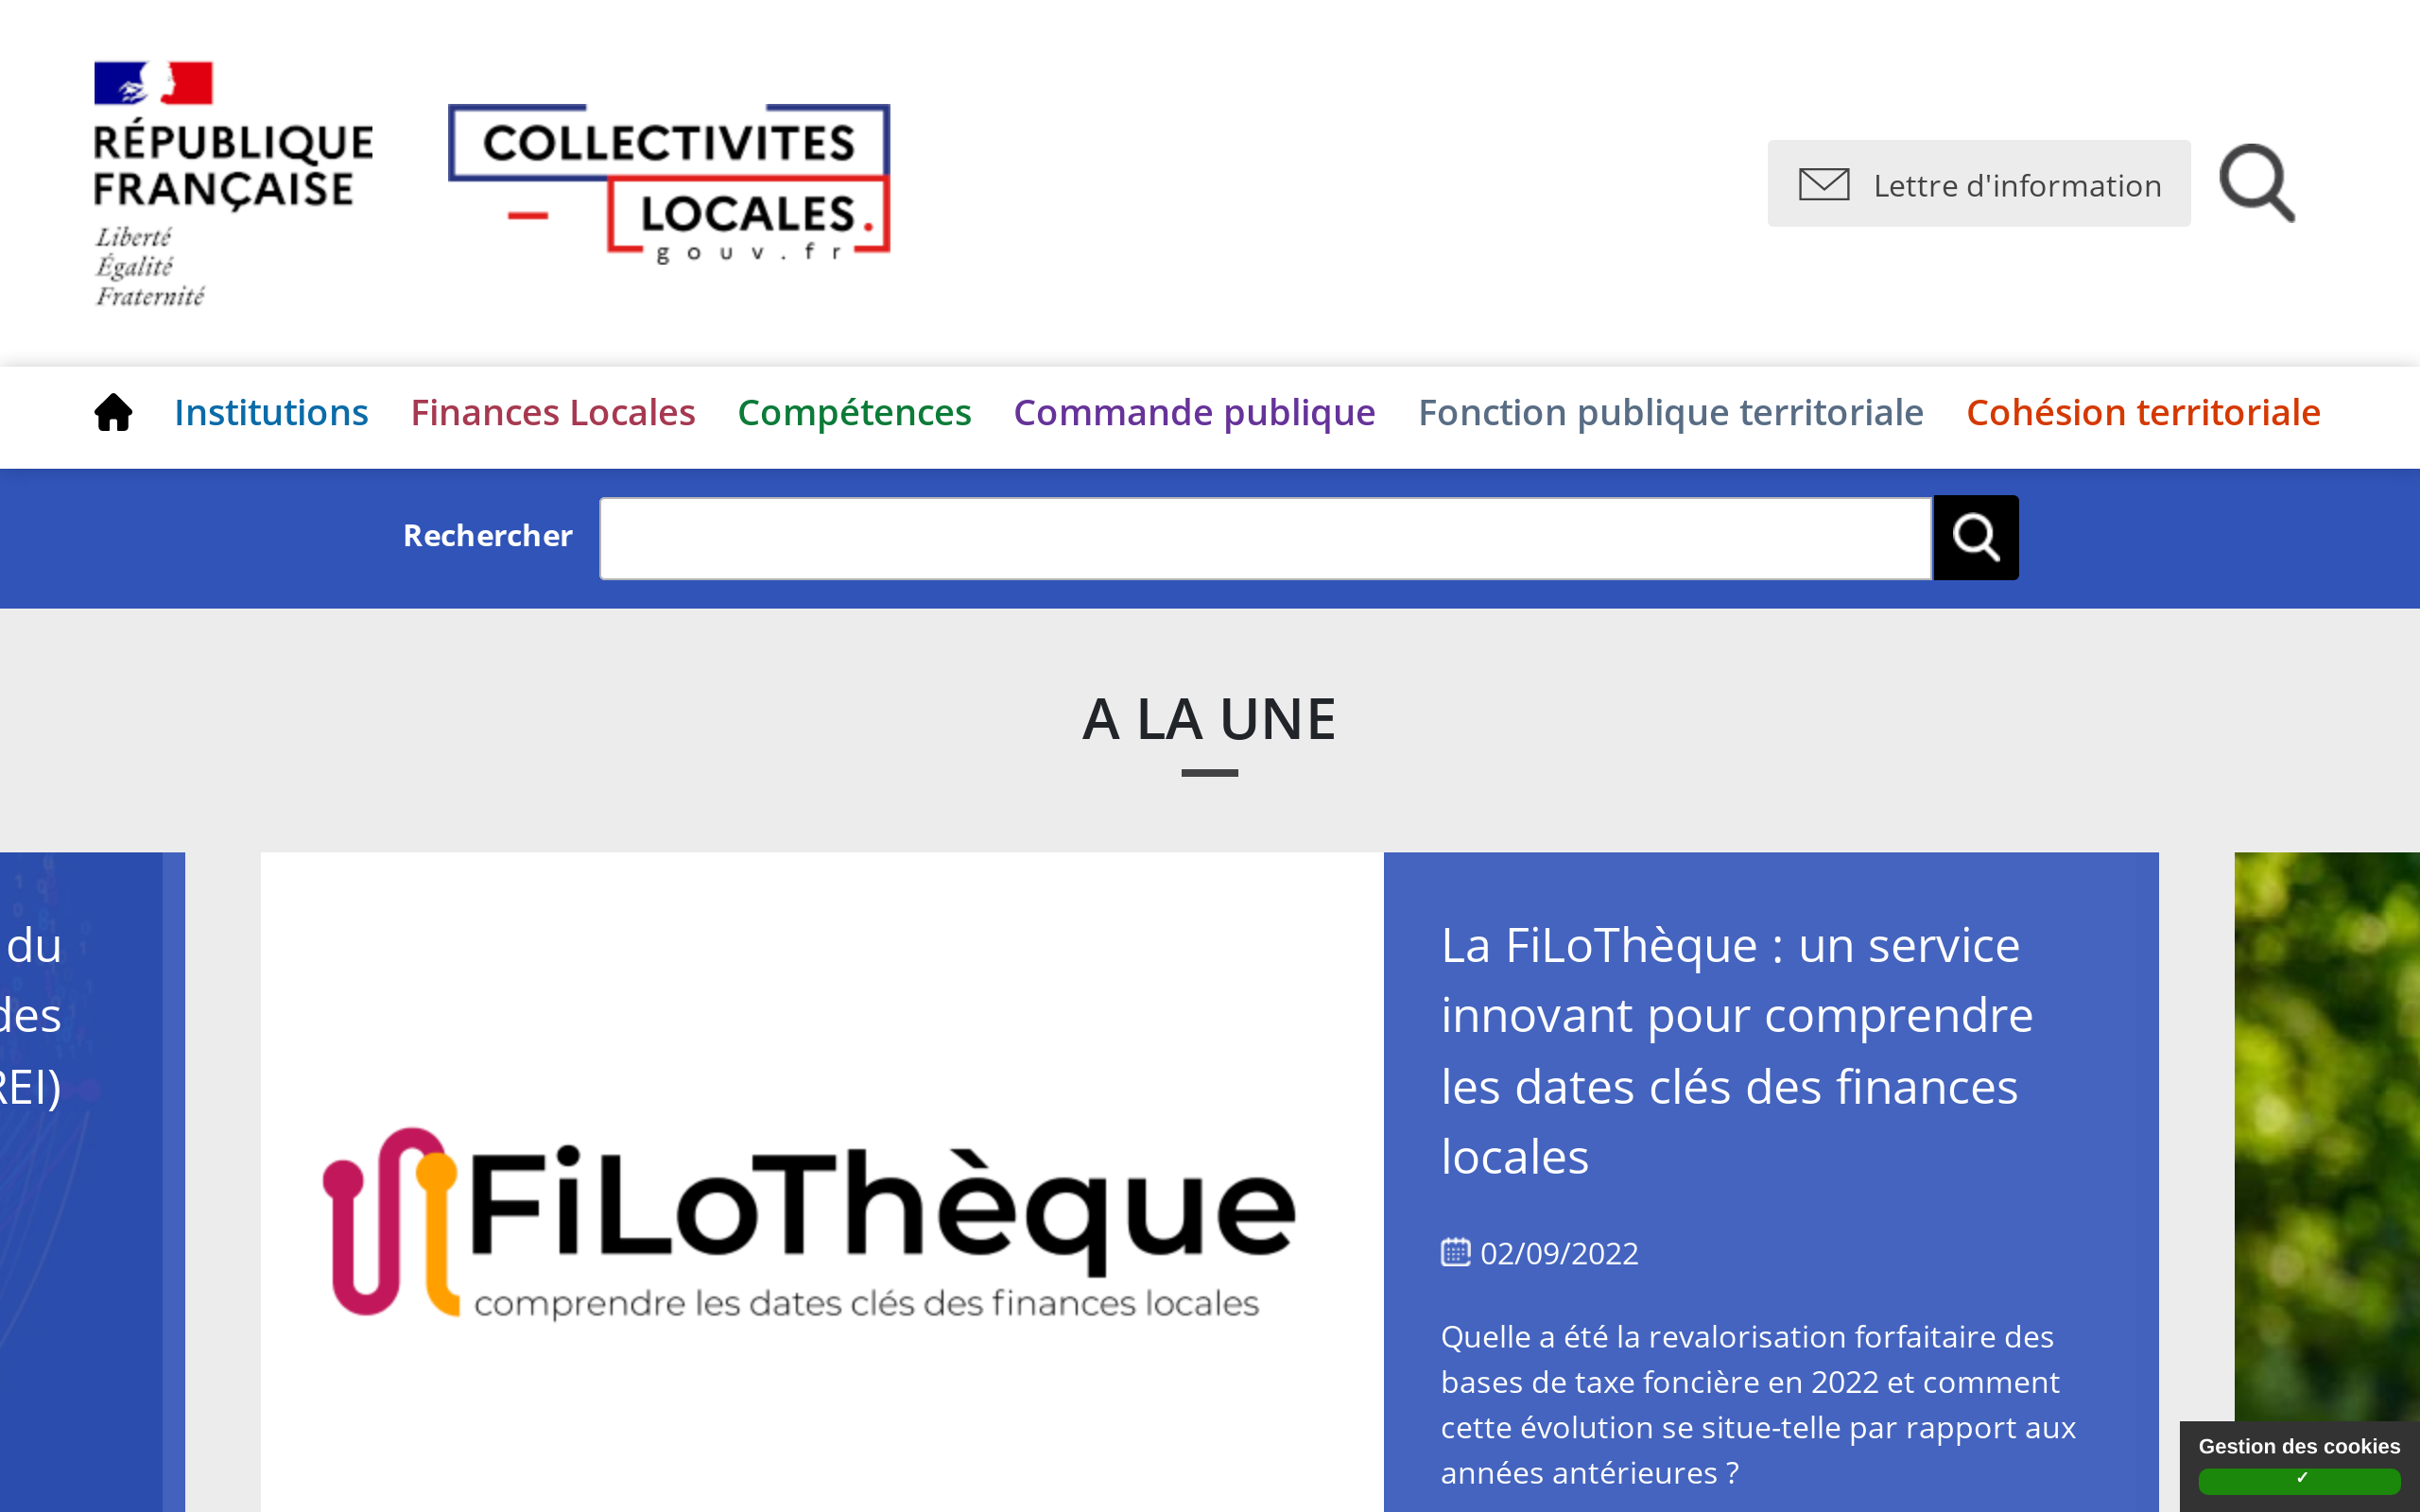 RÉPUBLIQUE
FRANÇAISE
Liberté
Égalité
Fraternité
COLLECTIVITES
LOCALES.
gouv.fr
Lettre d'information
Institutions Finances Locales Compétences Commande publique Fonction publique territoriale Cohésion territoriale
Rechercher
A LA UNE
du
des
REI)
FiLoThèque
comprendre les dates clés des finances locales
La FiLoThèque : un service
innovant pour comprendre
les dates clés des finances
locales
02/09/2022
Quelle a été la revalorisation forfaitaire des
bases de taxe foncière en 2022 et comment
cette évolution se situe-telle par rapport aux
années antérieures ?
Gestion des cookies
✓